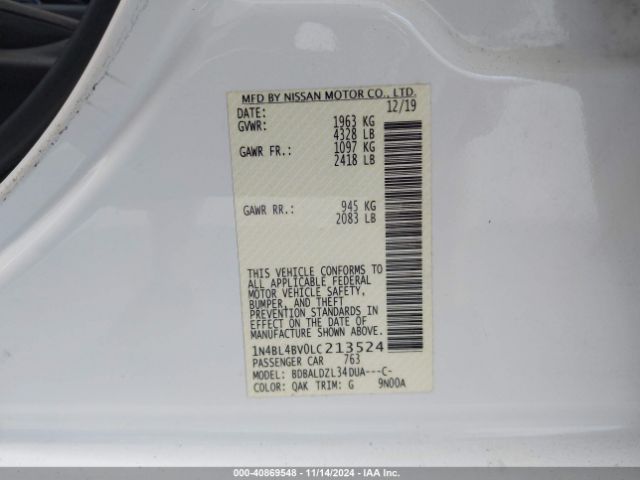 MFD BY NISSAN MOTOR CO., LTD.
DATE: 12/19
GVWR: 1963 KG
4328 LB
GAWR FR.: 1097 KG
2418 LB
GAWR RR.: 945 KG
2083 LB
THIS VEHICLE CONFORMS TO
ALL APPLICABLE FEDERAL
MOTOR VEHICLE SAFETY,
BUMPER, AND THEFT
PREVENTION STANDARDS IN
EFFECT ON THE DATE OF
MANUFACTURE SHOWN ABOVE.
1N4BL4BV0LC213524
PASSENGER CAR 763
MODEL: BDBALDZL34DUA---C-
COLOR: QAK TRIM: G 9N00A
000-40869548 - 11/14/2024 - IAA Inc.